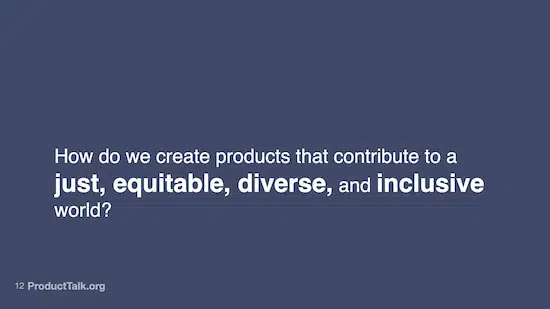 How do we create products that contribute to a
just, equitable, diverse, and inclusive
world?
12 ProductTalk.org